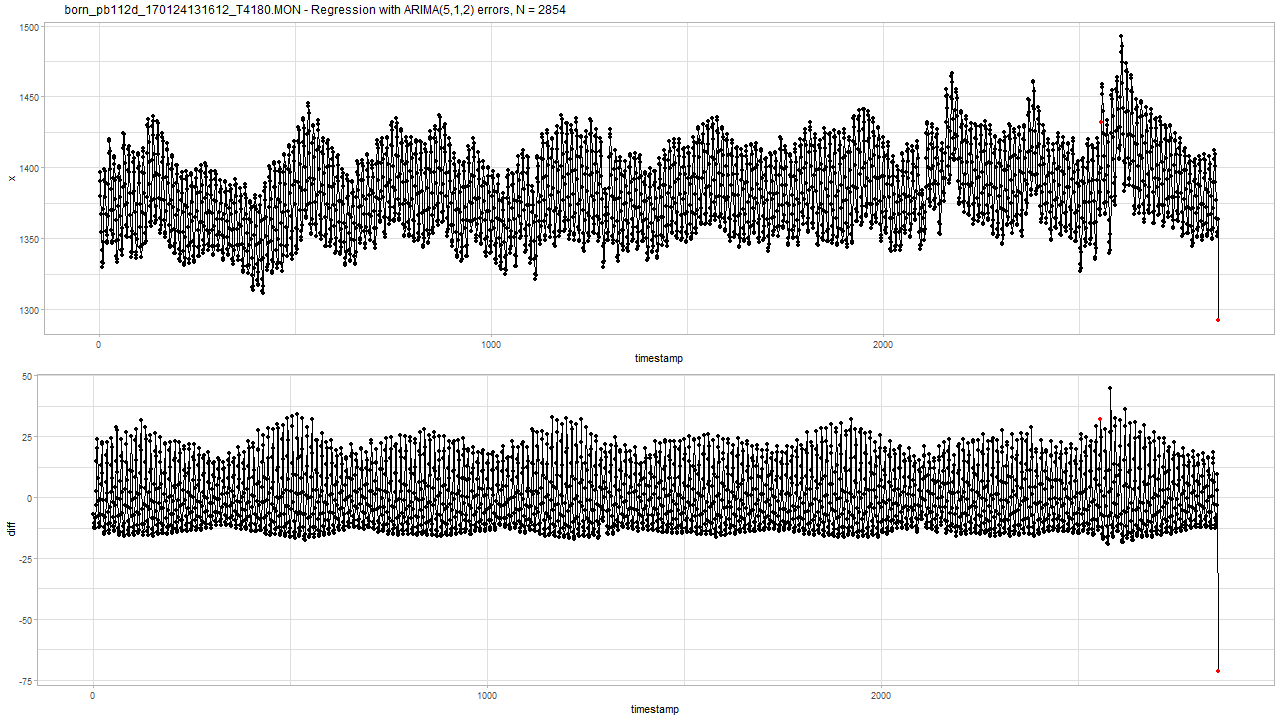 born_pb112d_170124131612_T4180.MON - Regression with ARIMA(5,1,2) errors, N = 2854
1500
1450
1400
x
1350
1300
0 1000 2000
timestamp
50
25
0
diff
-25
-50
-75
0 1000 2000
timestamp